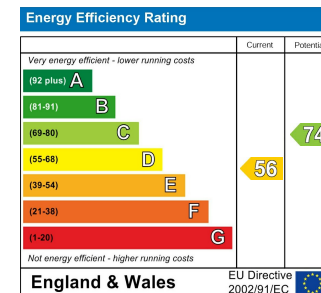 Energy Efficiency Rating
Current
Very energy efficient - lower running costs
(92 plus) A
(81-91) B
(69-80) C
74
(55-68) D
56
(39-54) E
(21-38) F
(1-20) G
Not energy efficient - higher running costs
England & Wales
EU Directive
2002/91/EC